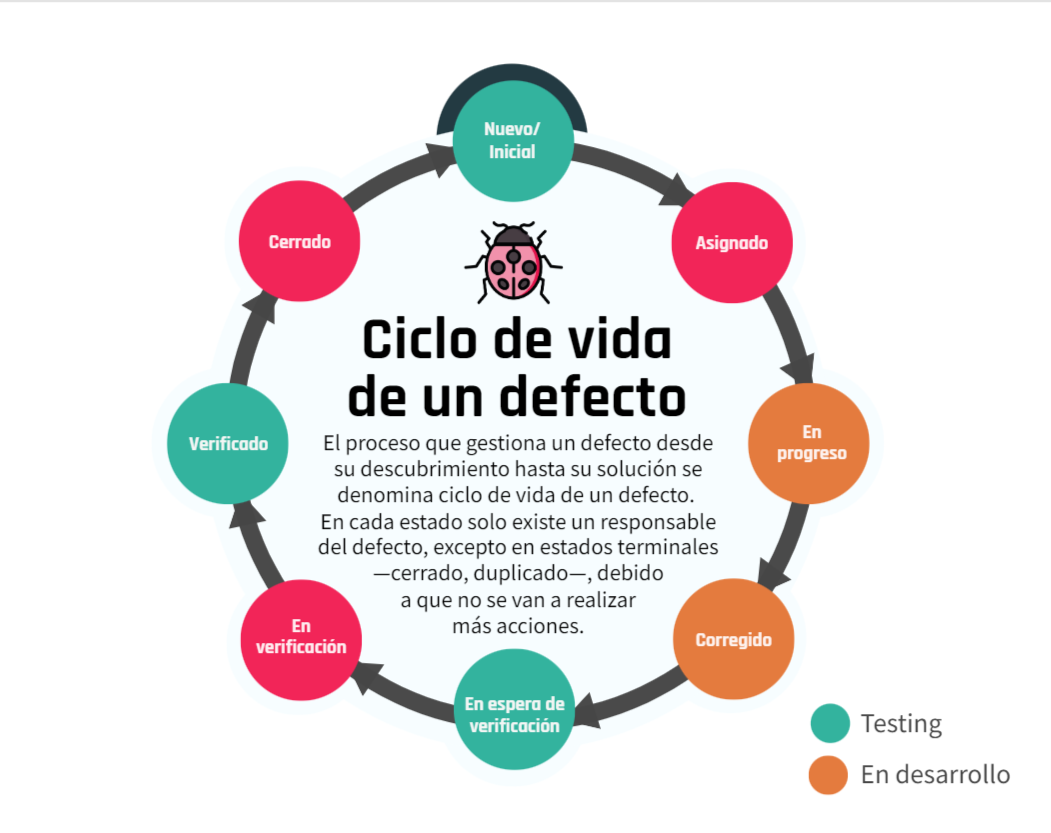 Nuevo/
Inicial
Asignado
En
progreso
Corregido
En espera de
verificación
En
verificación
Verificado
Cerrado
Ciclo de vida
de un defecto
El proceso que gestiona un defecto desde
su descubrimiento hasta su solución se
denomina ciclo de vida de un defecto.
En cada estado solo existe un responsable
del defecto, excepto en estados terminales
—cerrado, duplicado—, debido
a que no se van a realizar
más acciones.
Testing
En desarrollo